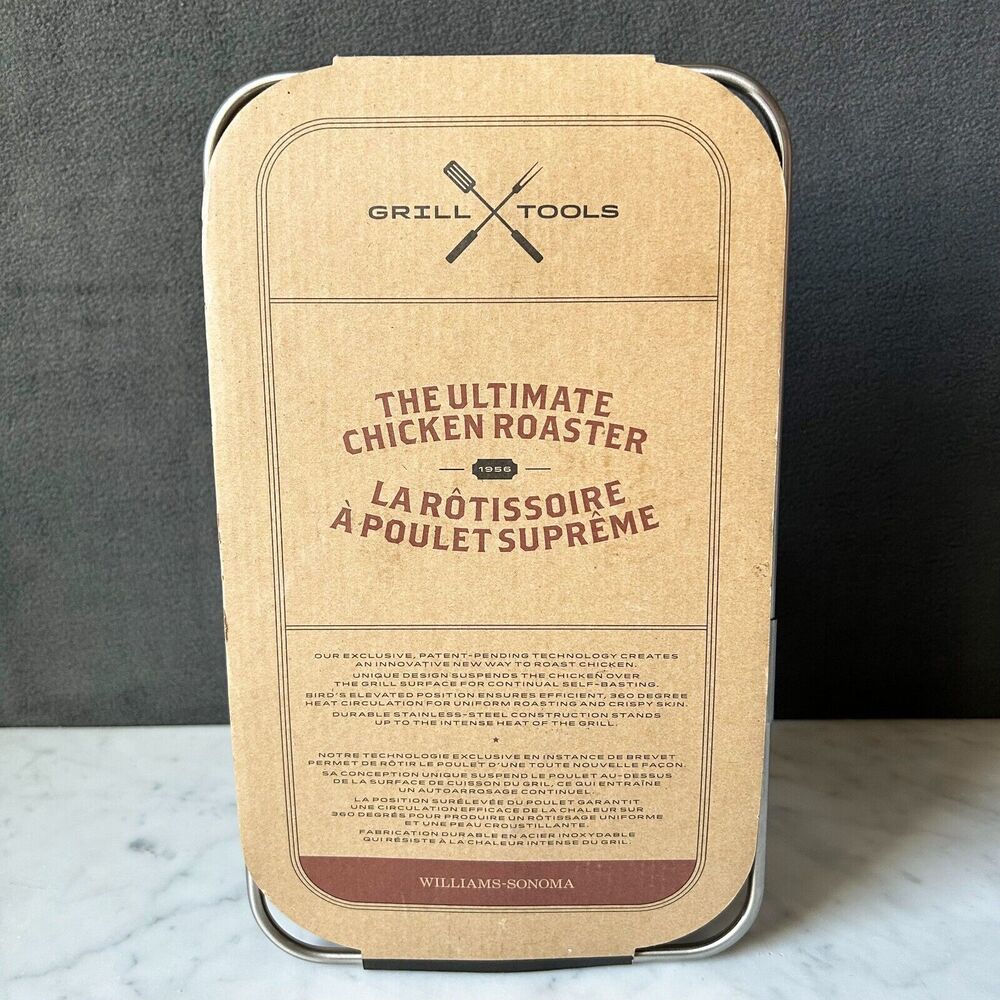 GRILL TOOLS
THE ULTIMATE
CHICKEN ROASTER
1956
LA RÔTISSOIRE
À POULET SUPRÊME
OUR EXCLUSIVE, PATENT-PENDING TECHNOLOGY CREATES
AN INNOVATIVE NEW WAY TO ROAST CHICKEN.
UNIQUE DESIGN SUSPENDS THE CHICKEN OVER
THE GRILL SURFACE FOR CONTINUAL SELF-BASTING.
BIRD'S ELEVATED POSITION ENSURES EFFICIENT, 360 DEGREE
HEAT CIRCULATION FOR UNIFORM ROASTING AND CRISPY SKIN.
DURABLE STAINLESS-STEEL CONSTRUCTION STANDS
UP TO THE INTENSE HEAT OF THE GRILL.
NOTRE TECHNOLOGIE EXCLUSIVE EN INSTANCE DE BREVET
PERMET DE RÔTIR LE POULET D'UNE TOUTE NOUVELLE FAÇON.
SA CONCEPTION UNIQUE SUSPEND LE POULET AU-DESSUS
DE LA SURFACE DE CUISSON DU GRIL, CE QUI ENTRAÎNE
UN AUTOARROSAGE CONTINUEL.
LA POSITION SURÉLEVÉE DU POULET GARANTIT
UNE CIRCULATION EFFICACE DE LA CHALEUR SUR
360 DEGRÉS POUR PRODUIRE UN RÔTISSAGE UNIFORME
ET UNE PEAU CROUSTILLANTE.
FABRICATION DURABLE EN ACIER INOXYDABLE
QUI RÉSISTE À LA CHALEUR INTENSE DU GRIL.
WILLIAMS-SONOMA